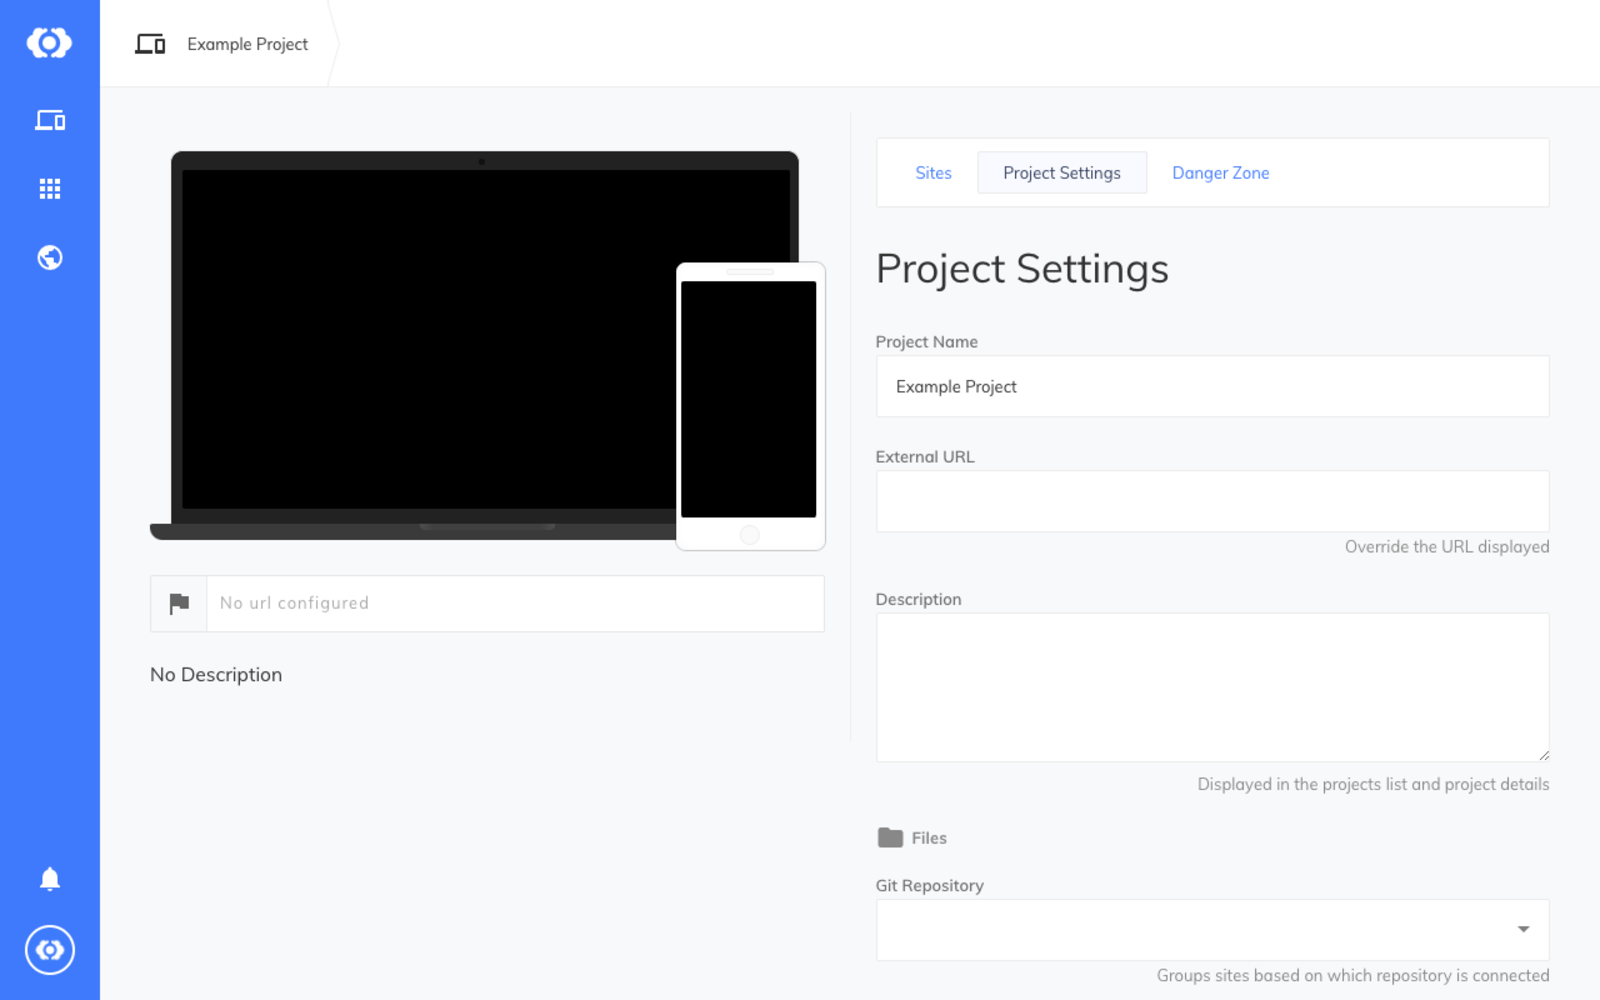 Example Project
Sites
Project Settings
Danger Zone
Project Settings
Project Name
Example Project
External URL
Override the URL displayed
No url configured
No Description
Description
Displayed in the projects list and project details
Files
Git Repository
Groups sites based on which repository is connected